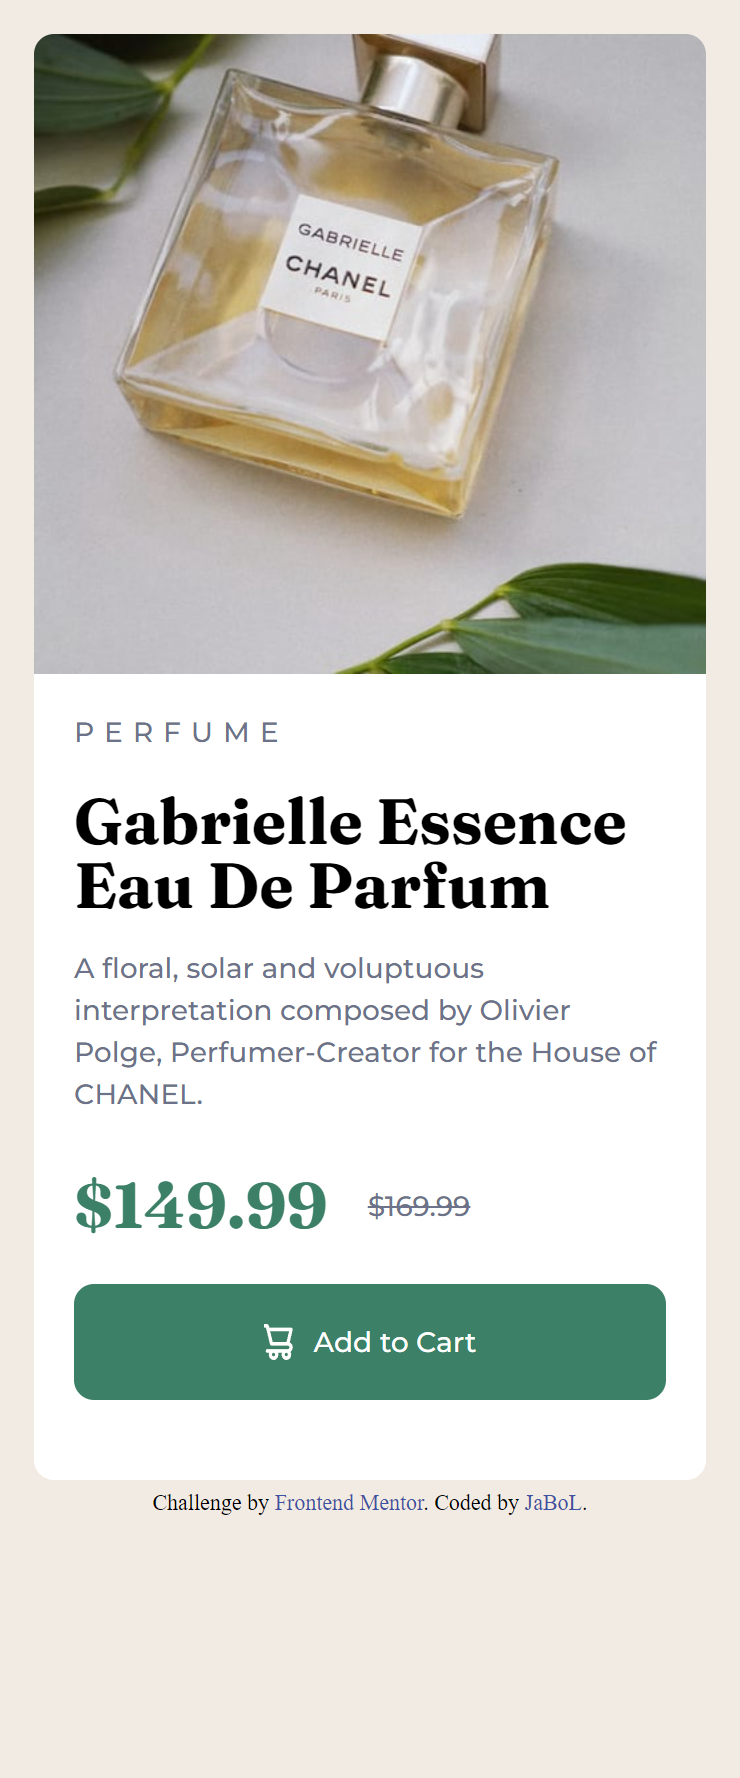 GABRIELLE
CHANEL
PARIS
PERFUME
Gabrielle Essence
Eau De Parfum
A floral, solar and voluptuous
interpretation composed by Olivier
Polge, Perfumer-Creator for the House of
CHANEL.
$149.99 $169.99
Add to Cart
Challenge by Frontend Mentor. Coded by JaBoL.